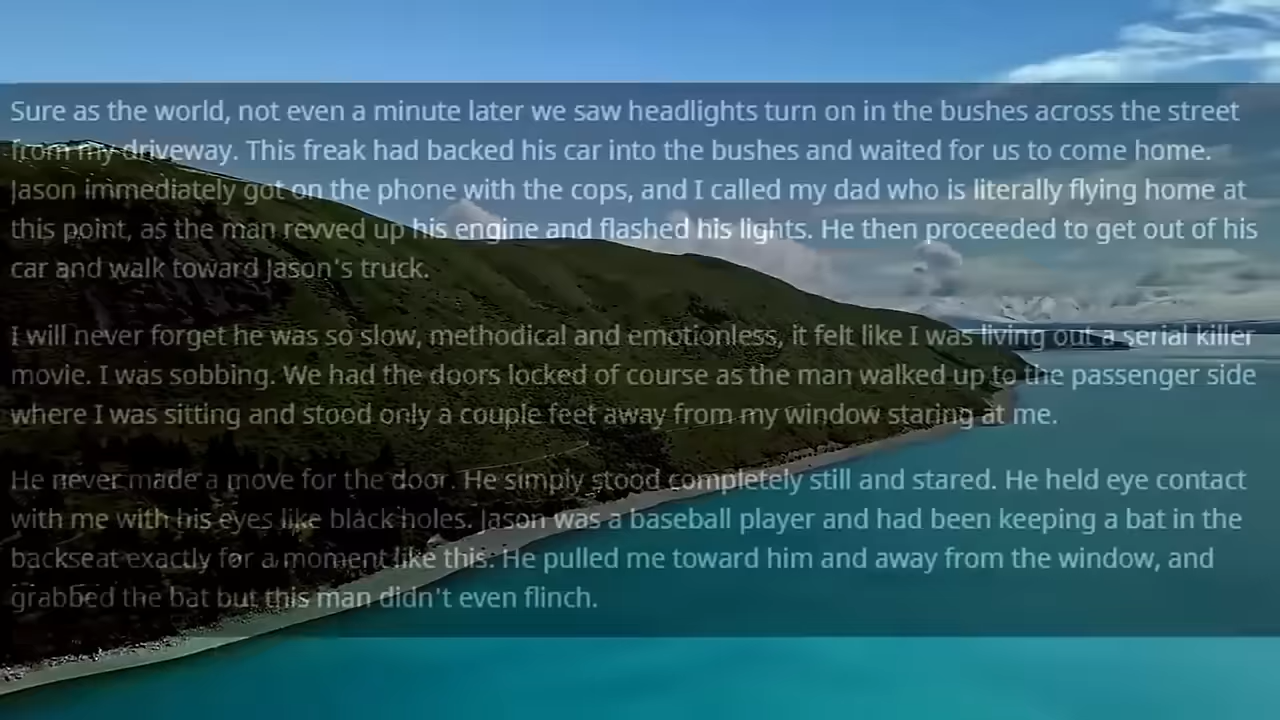 Sure as the world, not even a minute later we saw headlights turn on in the bushes across the street
from my driveway. This freak had backed his car into the bushes and waited for us to come home.
Jason immediately got on the phone with the cops, and I called my dad who is literally flying home at
this point, as the man revved up his engine and flashed his lights. He then proceeded to get out of his
car and walk toward Jason's truck.
I will never forget he was so slow, methodical and emotionless, it felt like I was living out a serial killer
movie. I was sobbing. We had the doors locked of course as the man walked up to the passenger side
where I was sitting and stood only a couple feet away from my window staring at me.
He never made a move for the door. He simply stood completely still and stared. He held eye contact
with me with his eyes like black holes. Jason was a baseball player and had been keeping a bat in the
backseat exactly for a moment like this. He pulled me toward him and away from the window, and
grabbed the bat but this man didn't even flinch.